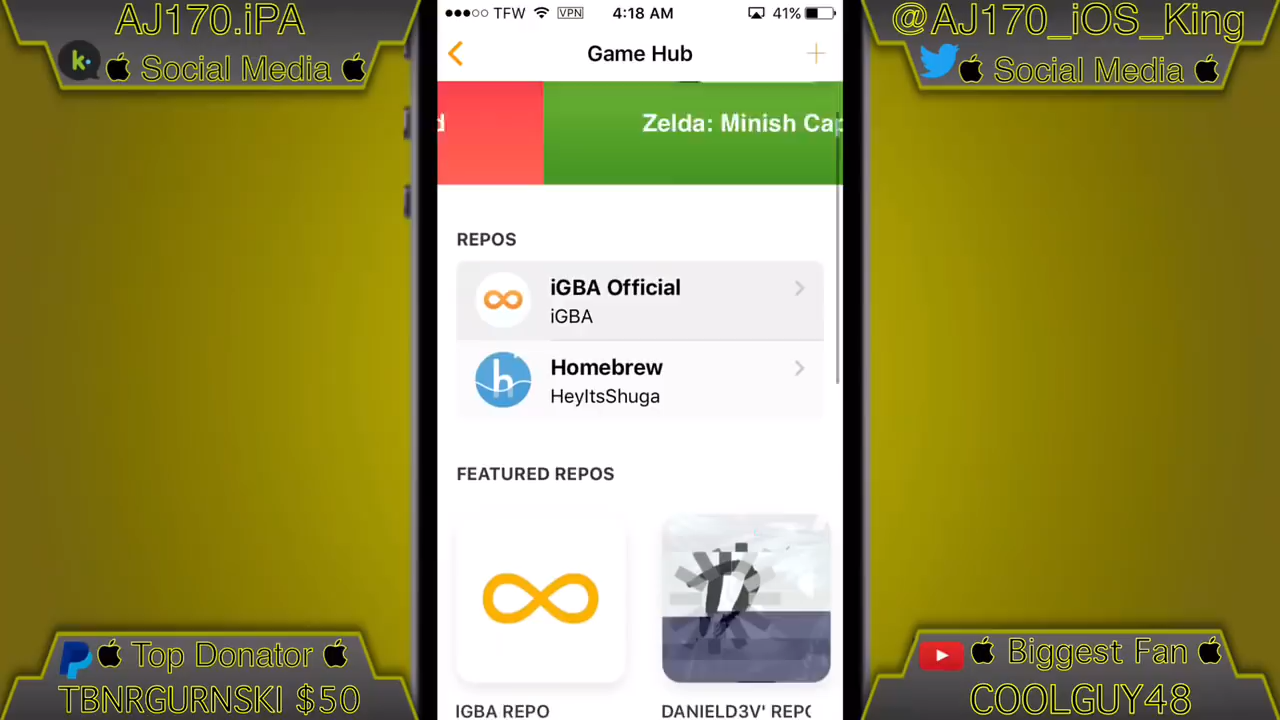 AJ170.iPA
Social Media
TFW VPN 4:18 AM 41%
Game Hub
d
Zelda: Minish Cap
REPOS
iGBA Official
iGBA
Homebrew
HeyItsShuga
FEATURED REPOS
IGBA REPO
DANIELD3V' REPO
@AJ170_iOS_King
Social Media
Top Donator
TBNRGURNSKI $50
Biggest Fan
COOLGUY48